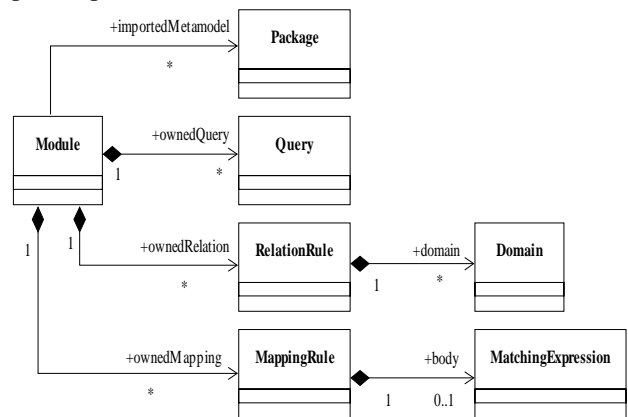 +importedMetamodel
*
Package
Module
1
+ownedQuery
*
Query
1
1
+ownedRelation
*
RelationRule
1
+domain
*
Domain
+ownedMapping
*
MappingRule
1
+body
0..1
MatchingExpression